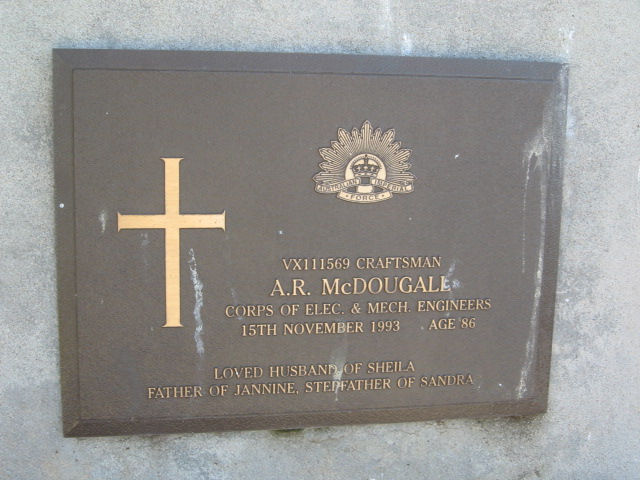 AUSTRALIAN IMPERIAL
FORCE
VX111569 CRAFTSMAN
A.R. McDOUGALL
CORPS OF ELEC. & MECH. ENGINEERS
15TH NOVEMBER 1993 AGE 86
LOVED HUSBAND OF SHEILA
FATHER OF JANNINE, STEPFATHER OF SANDRA